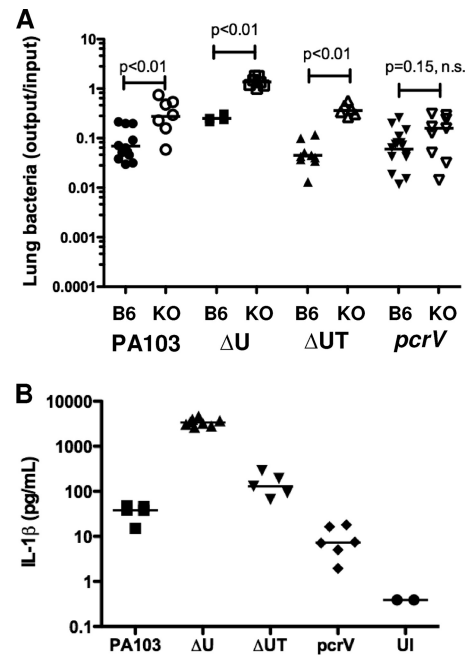 A
p<0.01
p<0.01
p<0.01
p=0.15, n.s.
Lung bacteria (output/input)
10
1
0.1
0.01
0.001
0.0001
B6 KO B6 KO B6 KO B6 KO
PA103 ΔU ΔUT pcrV
B
IL-1β (pg/mL)
10000
1000
100
10
1
0.1
PA103 ΔU ΔUT pcrV UI